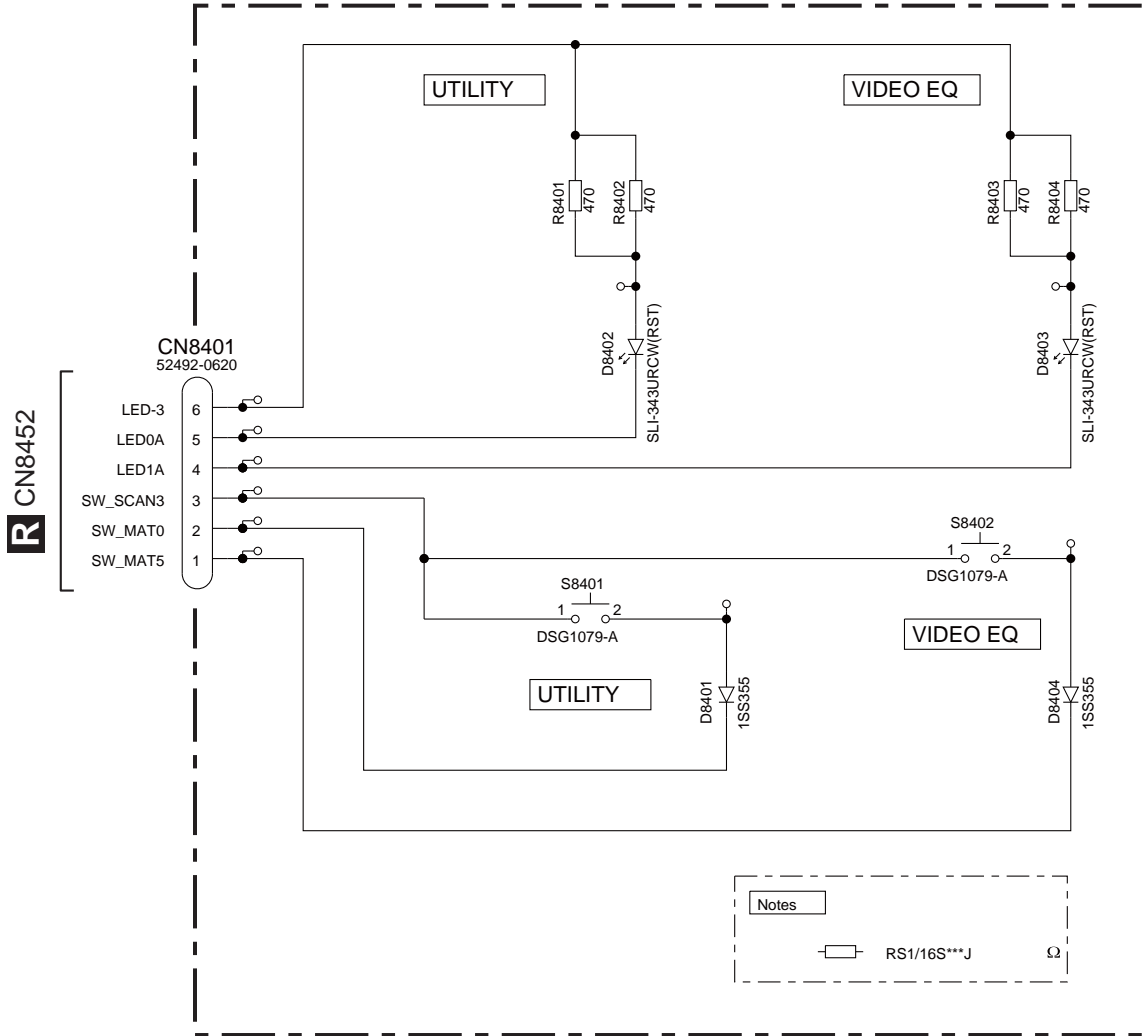 UTILITY
VIDEO EQ
R8401
470
R8402
470
R8403
470
R8404
470
D8402
SLI-343URCW(RST)
D8403
SLI-343URCW(RST)
CN8401
52492-0620
R CN8452
LED-3 6
LED0A 5
LED1A 4
SW_SCAN3 3
SW_MAT0 2
SW_MAT5 1
S8402
1 2
DSG1079-A
S8401
1 2
DSG1079-A
VIDEO EQ
UTILITY
D8401
1SS355
D8404
1SS355
Notes
RS1/16S***J Ω